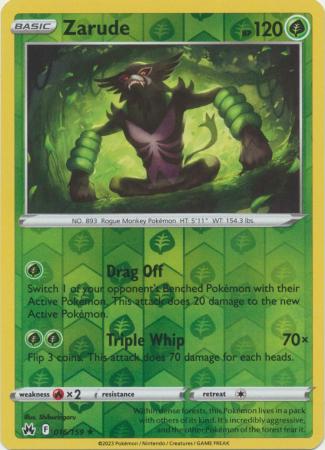 BASIC Zarude HP 120
NO. 893 Rogue Monkey Pokémon HT: 5'11" WT: 154.3 lbs.
Drag Off
Switch 1 of your opponent's Benched Pokémon with their
Active Pokémon. This attack does 20 damage to the new
Active Pokémon.
Triple Whip 70×
Flip 3 coins. This attack does 70 damage for each heads.
weakness ×2 resistance retreat
Illus. Shibuzoh.
F 016/159 ★
Within dense forests, this Pokémon lives in a pack
with others of its kind. It's incredibly aggressive,
and the other Pokémon of the forest fear it.
©2023 Pokémon / Nintendo / Creatures / GAME FREAK